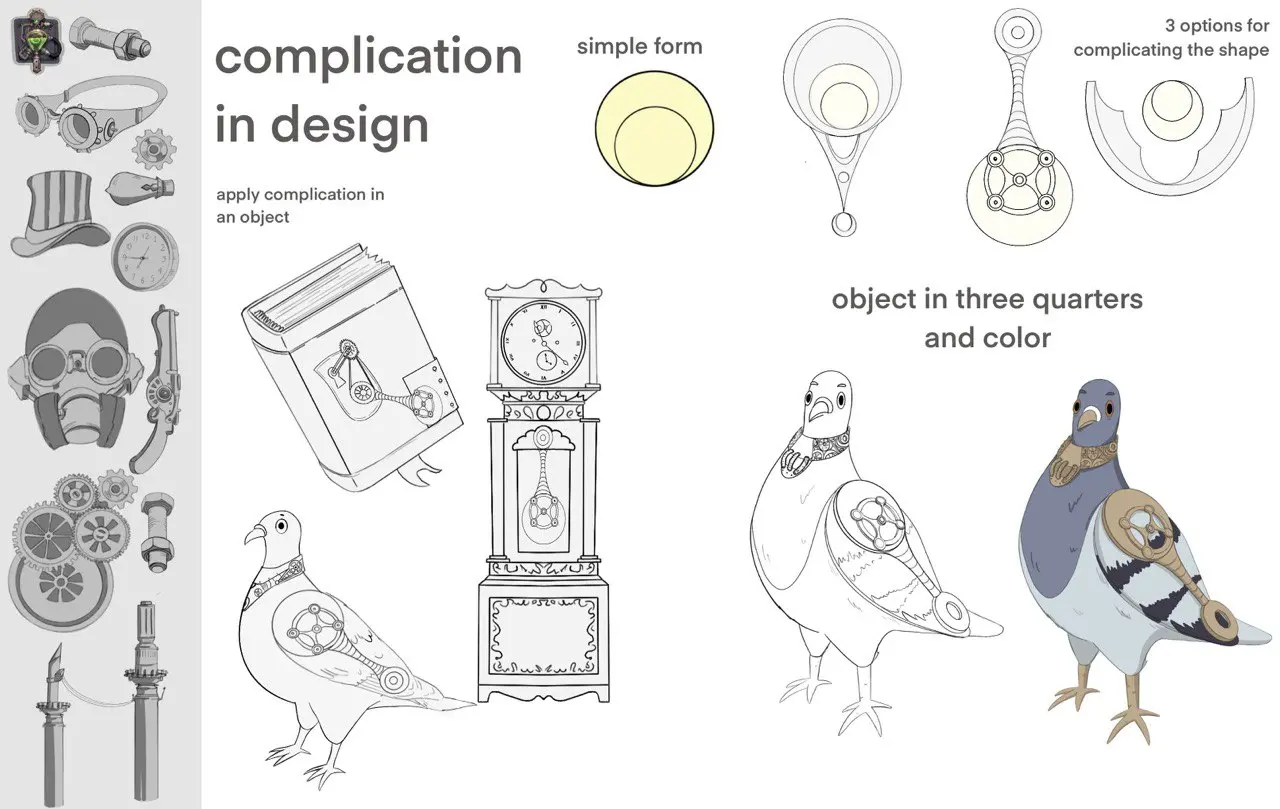 complication
in design
apply complication in
an object
simple form
3 options for
complicating the shape
object in three quarters
and color